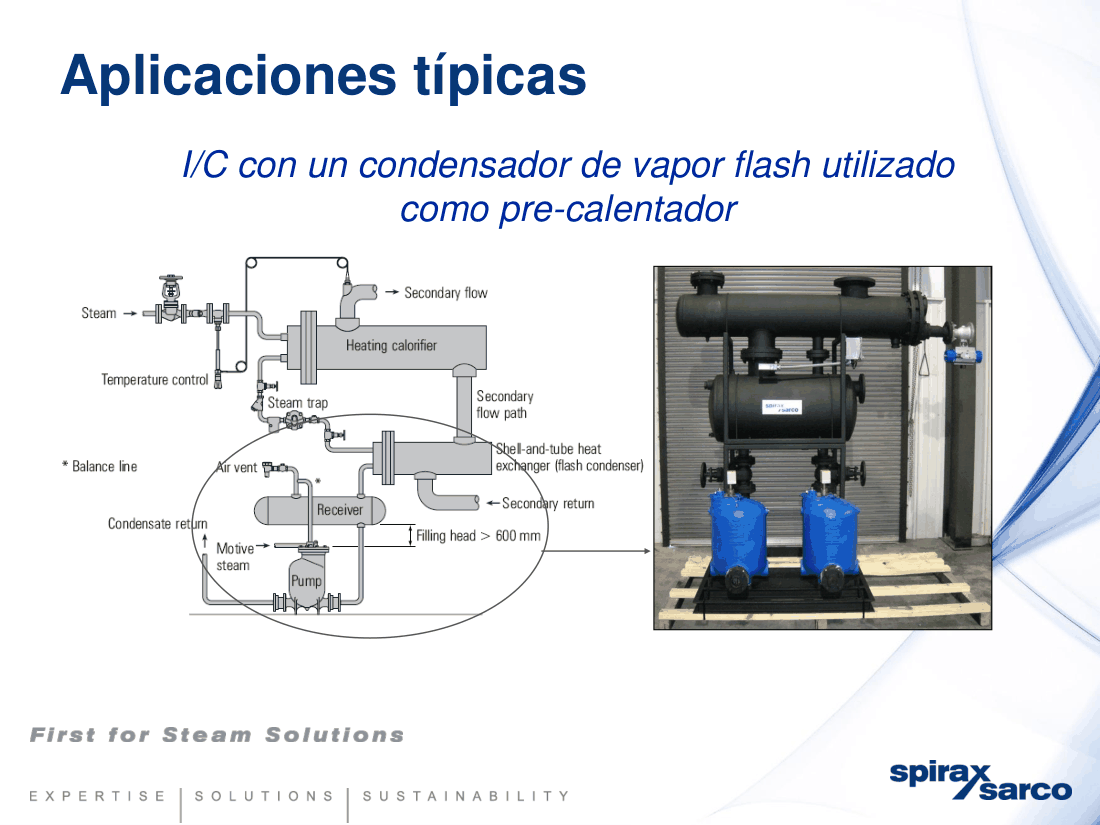 Aplicaciones típicas
I/C con un condensador de vapor flash utilizado
como pre-calentador
Secondary flow
Steam
Heating calorifier
Temperature control
Steam trap
Secondary
flow path
Shell-and-tube heat
exchanger (flash condenser)
* Balance line
Air vent
*
Secondary return
Receiver
Condensate return
Filling head > 600 mm
Motive
steam
Pump
spirax
sarco
First for Steam Solutions
EXPERTISE
SOLUTIONS
SUSTAINABILITY
spirax
sarco